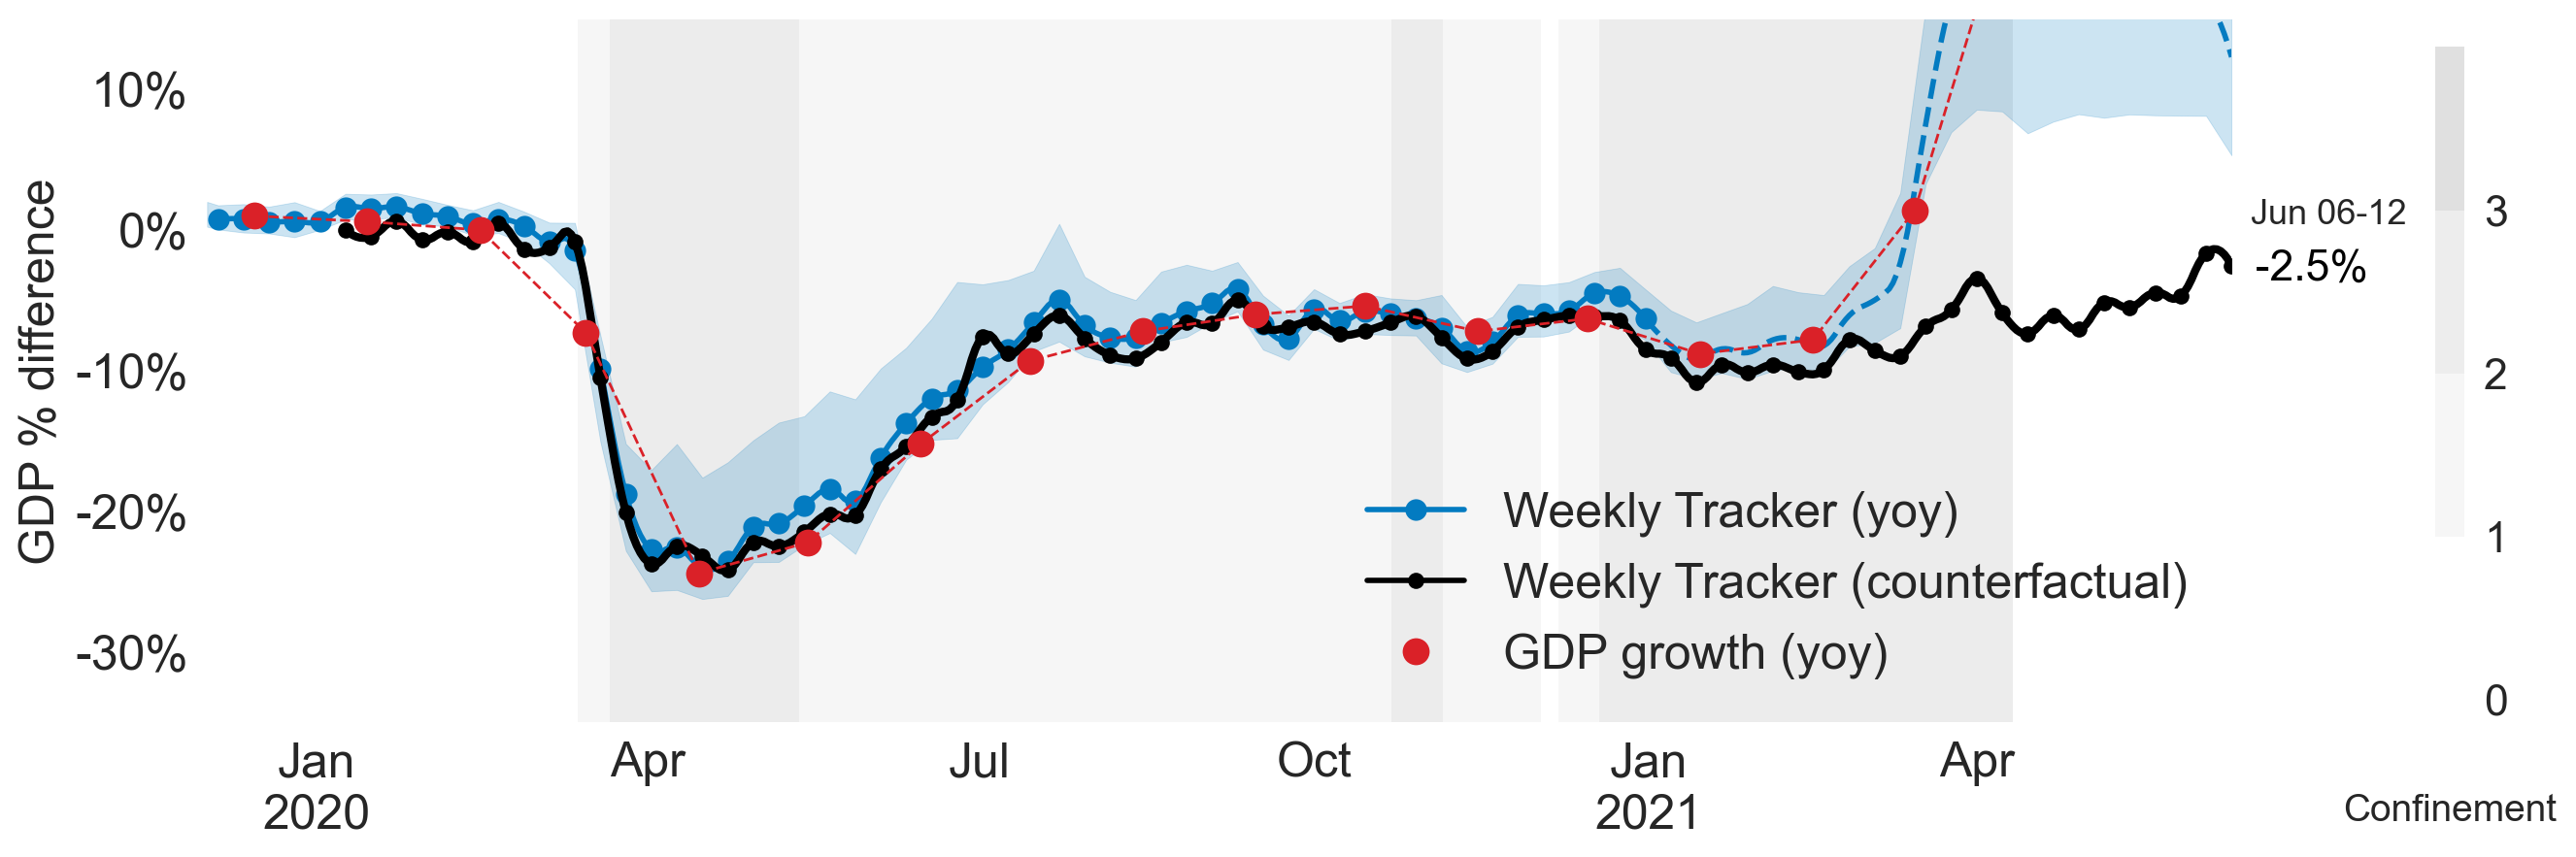 GDP % difference
10%
0%
-10%
-20%
-30%
Jan
2020
Apr
Jul
Oct
Jan
2021
Apr
Weekly Tracker (yoy)
Weekly Tracker (counterfactual)
GDP growth (yoy)
Jun 06-12
-2.5%
3
2
1
0
Confinement